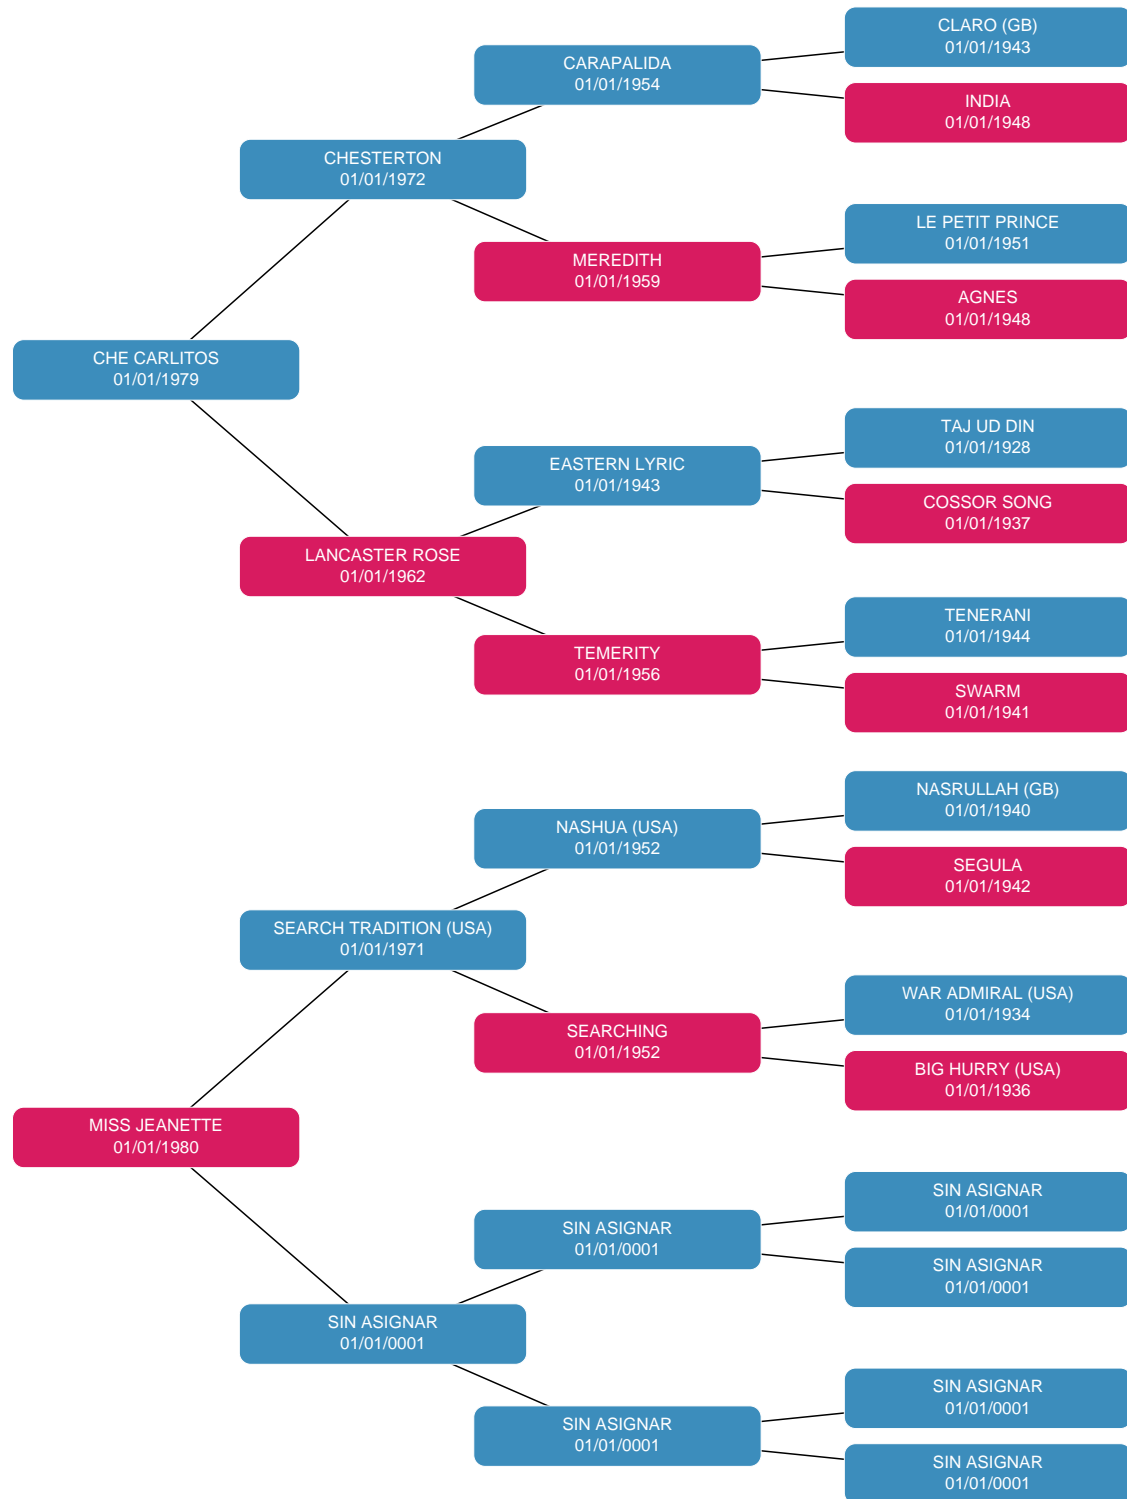 CLARO (GB)
01/01/1943
CARAPALIDA
01/01/1954
INDIA
01/01/1948
CHESTERTON
01/01/1972
LE PETIT PRINCE
01/01/1951
MEREDITH
01/01/1959
AGNES
01/01/1948
CHE CARLITOS
01/01/1979
TAJ UD DIN
01/01/1928
EASTERN LYRIC
01/01/1943
COSSOR SONG
01/01/1937
LANCASTER ROSE
01/01/1962
TENERANI
01/01/1944
TEMERITY
01/01/1956
SWARM
01/01/1941
NASRULLAH (GB)
01/01/1940
NASHUA (USA)
01/01/1952
SEGULA
01/01/1942
SEARCH TRADITION (USA)
01/01/1971
WAR ADMIRAL (USA)
01/01/1934
SEARCHING
01/01/1952
BIG HURRY (USA)
01/01/1936
MISS JEANETTE
01/01/1980
SIN ASIGNAR
01/01/0001
SIN ASIGNAR
01/01/0001
SIN ASIGNAR
01/01/0001
SIN ASIGNAR
01/01/0001
SIN ASIGNAR
01/01/0001
SIN ASIGNAR
01/01/0001
SIN ASIGNAR
01/01/0001